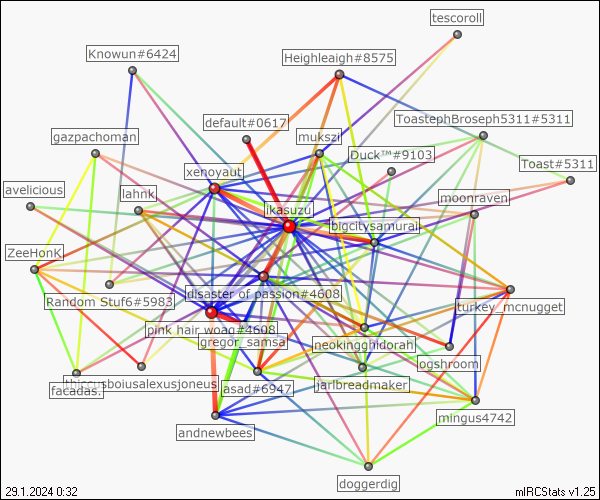 tescoroll
Knowun#6424
Heighleaigh#8575
default#0617
ToastephBroseph5311#5311
gazpachoman
mukszi
Duck™#9103
Toast#5311
xenoyaut
avelicious
lahnk
moonraven
ikasuzu
bigcitysamurai
ZeeHonK
Random Stuf6#5983
disaster of passion#4608
turkey_mcnugget
pink hair woag#4608
gregor_samsa
neokingghidorah
ogshroom
facadas.
jasad#6947
jarlbreadmaker
mingus4742
andnewbees
doggerdig
29.1.2024 0:32
mIRCStats v1.25